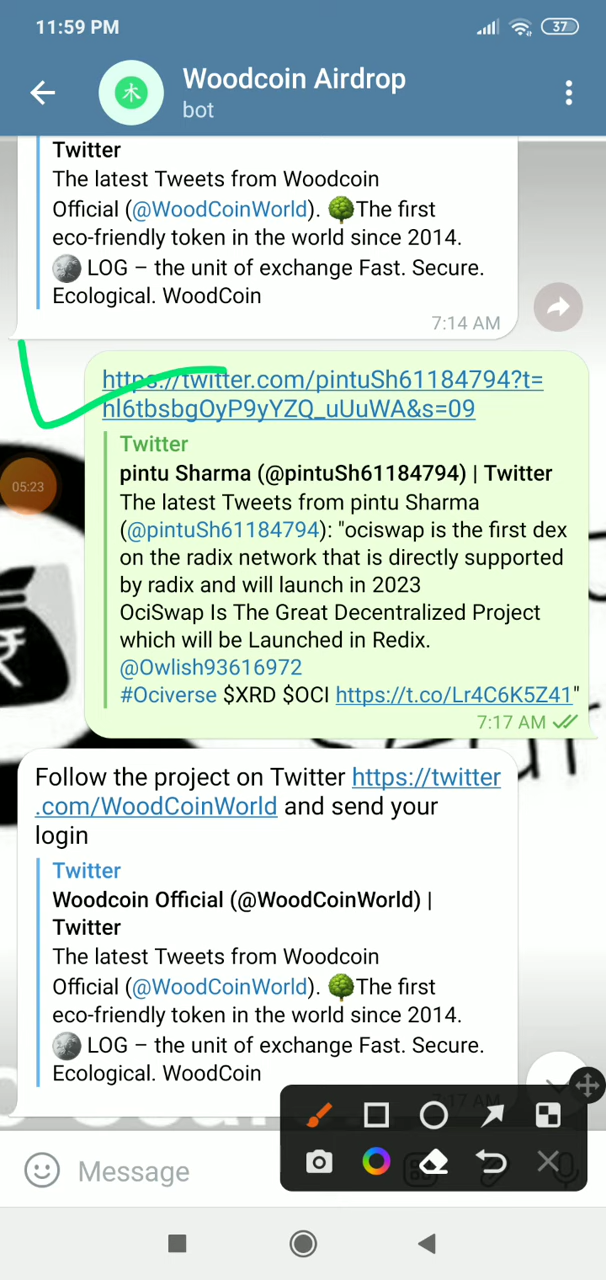 11:59 PM
37
Woodcoin Airdrop
bot
Twitter
The latest Tweets from Woodcoin
Official (@WoodCoinWorld). 🌳The first
eco-friendly token in the world since 2014.
🌚 LOG – the unit of exchange Fast. Secure.
Ecological. WoodCoin
7:14 AM
https://twitter.com/pintuSh61184794?t=
hl6tbsbgOyP9yYZQ_uUuWA&s=09
Twitter
pintu Sharma (@pintuSh61184794) | Twitter
The latest Tweets from pintu Sharma
(@pintuSh61184794): "ociswap is the first dex
on the radix network that is directly supported
by radix and will launch in 2023
OciSwap Is The Great Decentralized Project
which will be Launched in Redix.
@Owlish93616972
#Ociverse $XRD $OCI https://t.co/Lr4C6K5Z41"
7:17 AM
05:23
₹
Follow the project on Twitter https://twitter
.com/WoodCoinWorld and send your
login
Twitter
Woodcoin Official (@WoodCoinWorld) |
Twitter
The latest Tweets from Woodcoin
Official (@WoodCoinWorld). 🌳The first
eco-friendly token in the world since 2014.
🌚 LOG – the unit of exchange Fast. Secure.
Ecological. WoodCoin
7:17 AM
Message